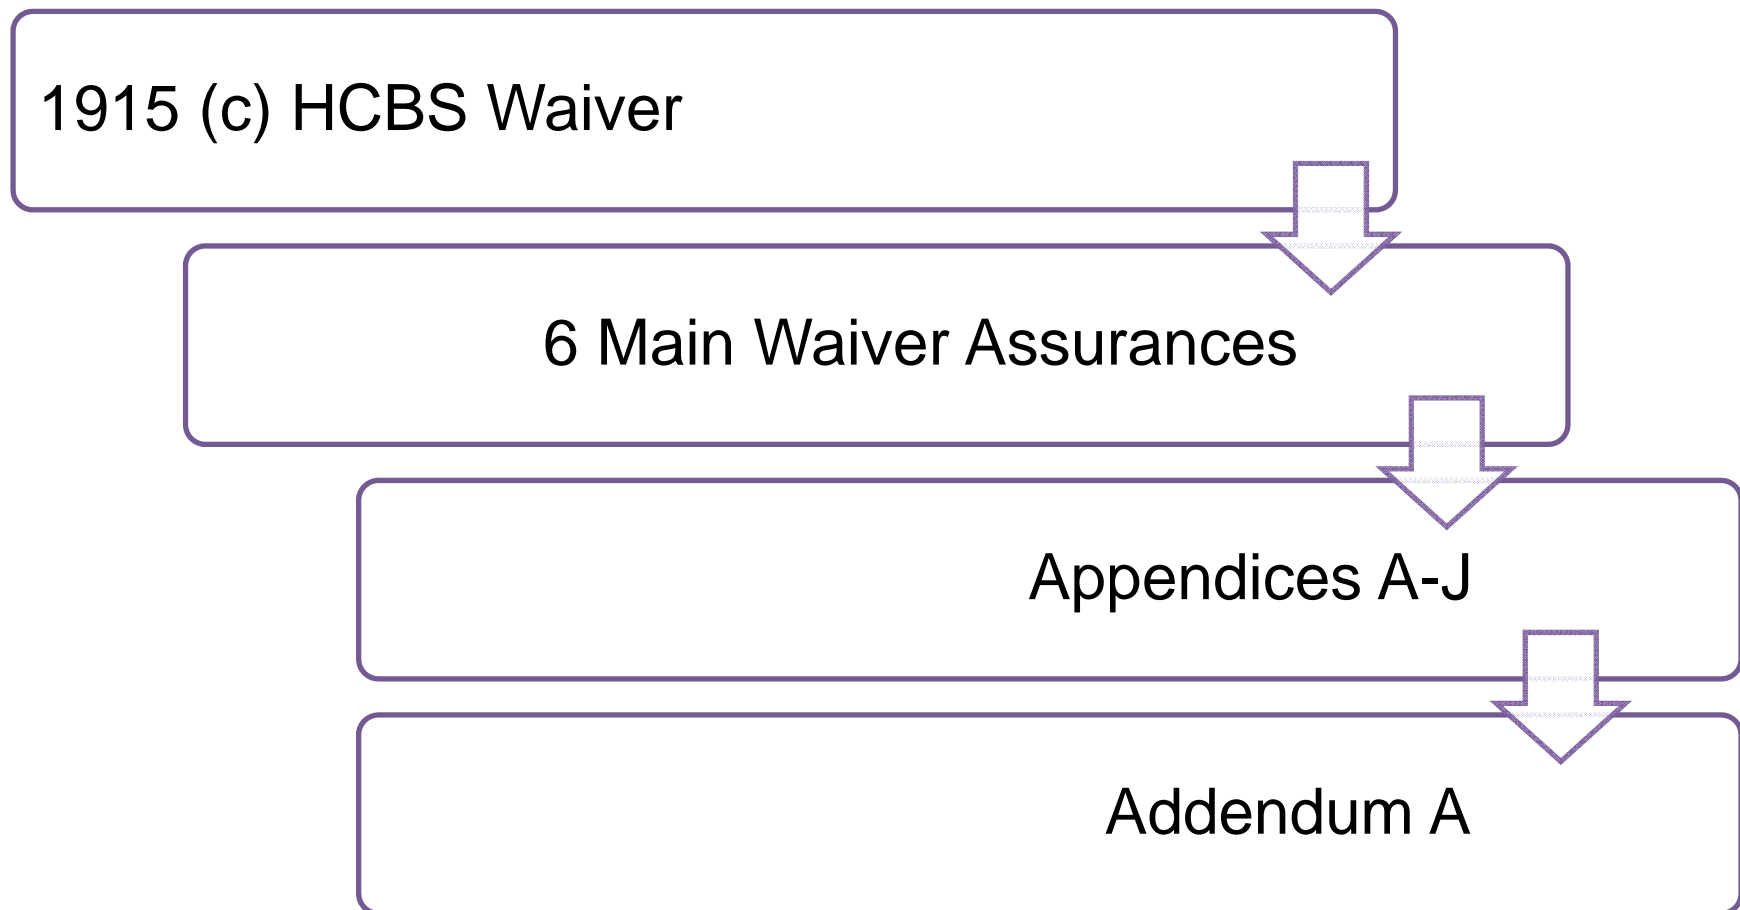 1915 (c) HCBS Waiver
6 Main Waiver Assurances
Appendices A-J
Addendum A